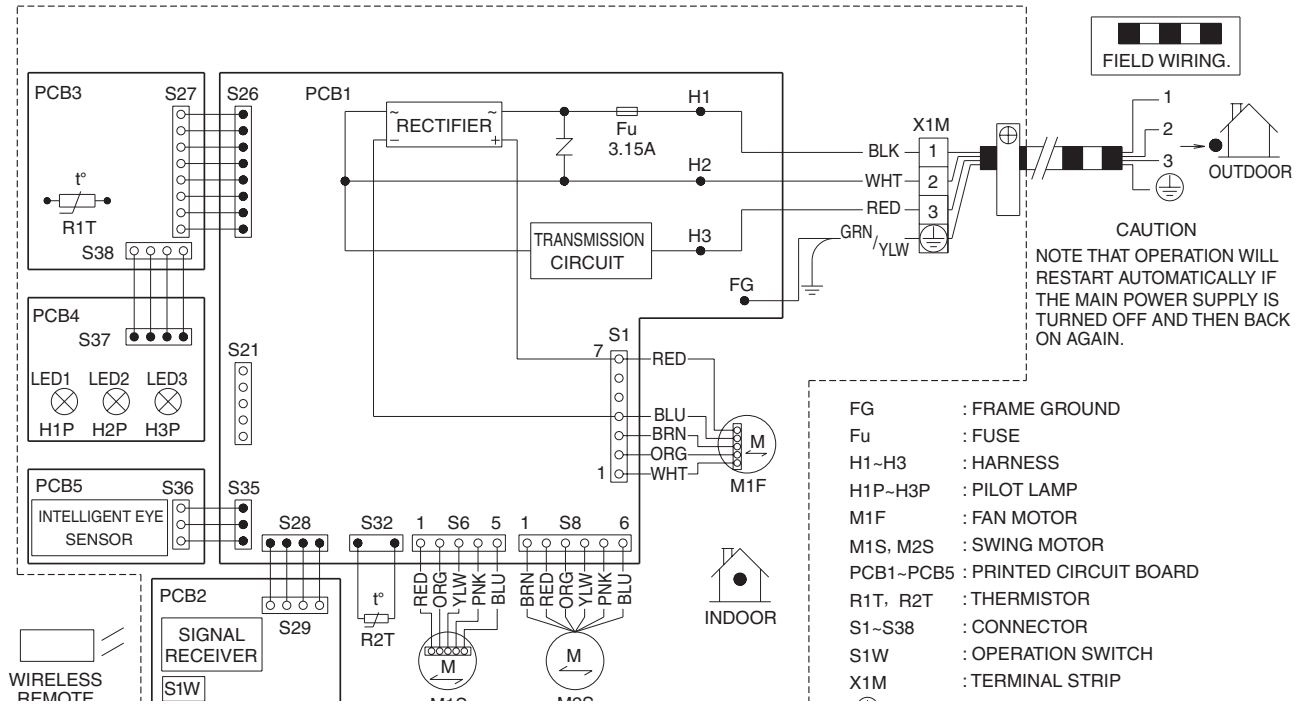 FIELD WIRING.
PCB3
S27
S26
PCB1
RECTIFIER
~
~
−
+
Fu
3.15A
H1
H2
H3
X1M
BLK
1
WHT
2
RED
3
GRN/YLW
1
2
3
OUTDOOR
t°
R1T
S38
TRANSMISSION
CIRCUIT
FG
CAUTION
NOTE THAT OPERATION WILL
RESTART AUTOMATICALLY IF
THE MAIN POWER SUPPLY IS
TURNED OFF AND THEN BACK
ON AGAIN.
PCB4
S37
LED1 LED2 LED3
H1P H2P H3P
S21
S1
7
RED
BLU
BRN
ORG
1
WHT
M
M1F
PCB5
S36
S35
INTELLIGENT EYE
SENSOR
S28
S32
1 S6 5
1 S8 6
RED
ORG
YLW
PNK
BLU
BRN
RED
ORG
YLW
PNK
BLU
t°
R2T
M
M
INDOOR
PCB2
S29
SIGNAL
RECEIVER
S1W
WIRELESS
REMOTE
FG : FRAME GROUND
Fu : FUSE
H1~H3 : HARNESS
H1P~H3P : PILOT LAMP
M1F : FAN MOTOR
M1S, M2S : SWING MOTOR
PCB1~PCB5 : PRINTED CIRCUIT BOARD
R1T, R2T : THERMISTOR
S1~S38 : CONNECTOR
S1W : OPERATION SWITCH
X1M : TERMINAL STRIP